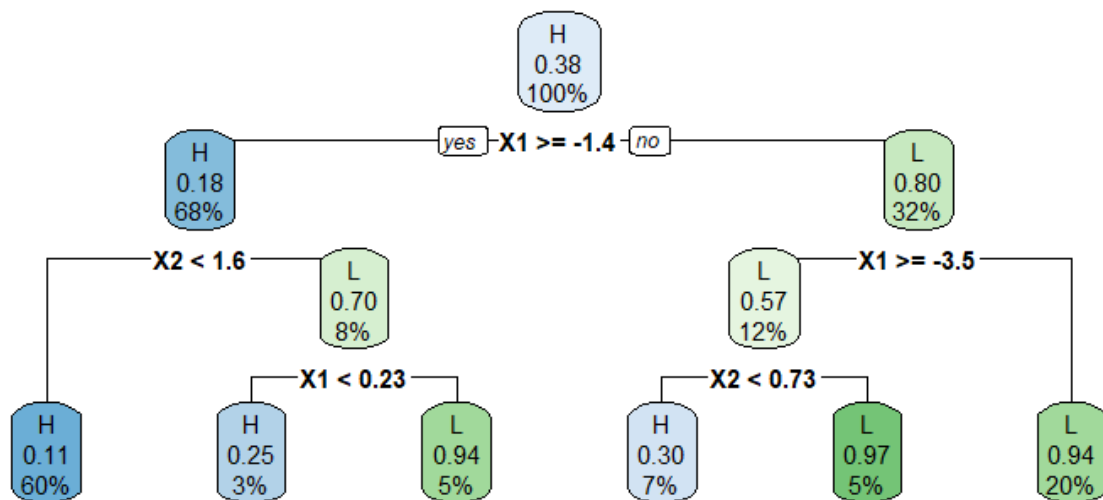 H
0.38
100%
yes X1 >= -1.4 no
H
0.18
68%
L
0.80
32%
X2 < 1.6
X1 >= -3.5
L
0.70
8%
L
0.57
12%
X1 < 0.23
X2 < 0.73
H
0.11
60%
H
0.25
3%
L
0.94
5%
H
0.30
7%
L
0.97
5%
L
0.94
20%